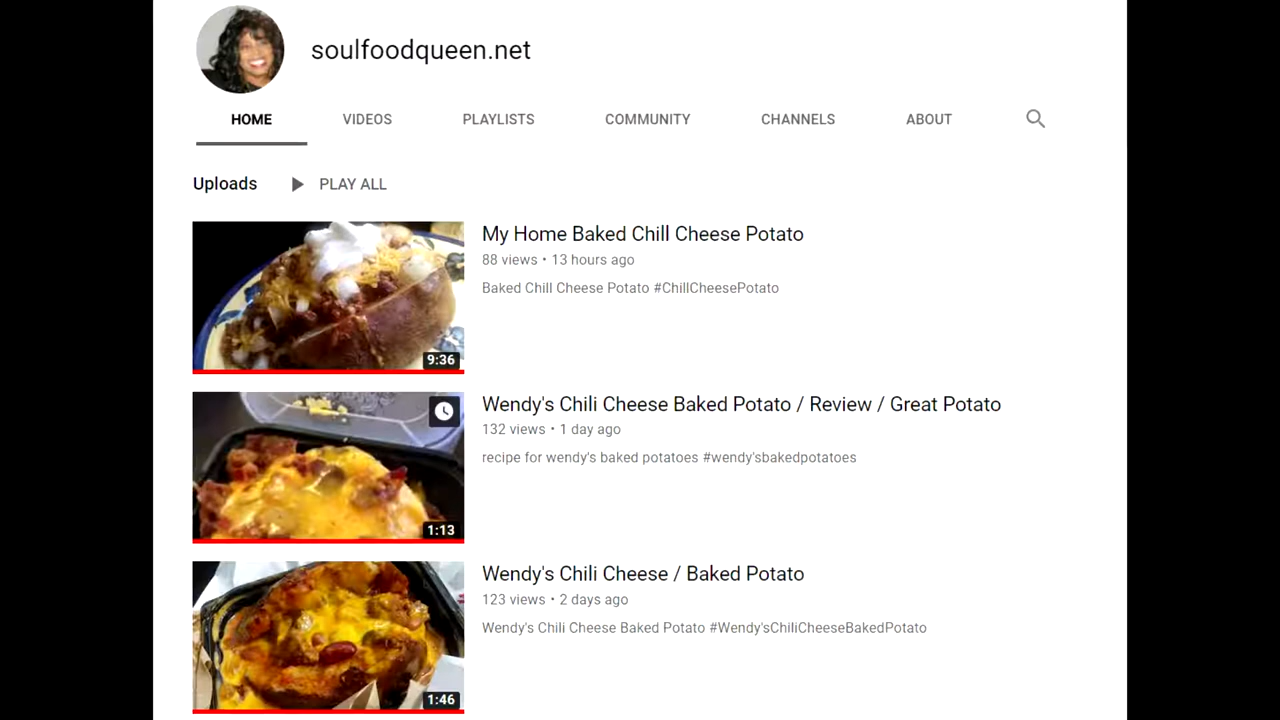 soulfoodqueen.net
HOME VIDEOS PLAYLISTS COMMUNITY CHANNELS ABOUT
Uploads PLAY ALL
My Home Baked Chill Cheese Potato
88 views • 13 hours ago
Baked Chill Cheese Potato #ChillCheesePotato
9:36
Wendy's Chili Cheese Baked Potato / Review / Great Potato
132 views • 1 day ago
recipe for wendy's baked potatoes #wendy'sbakedpotatoes
1:13
Wendy's Chili Cheese / Baked Potato
123 views • 2 days ago
Wendy's Chili Cheese Baked Potato #Wendy'sChiliCheeseBakedPotato
1:46